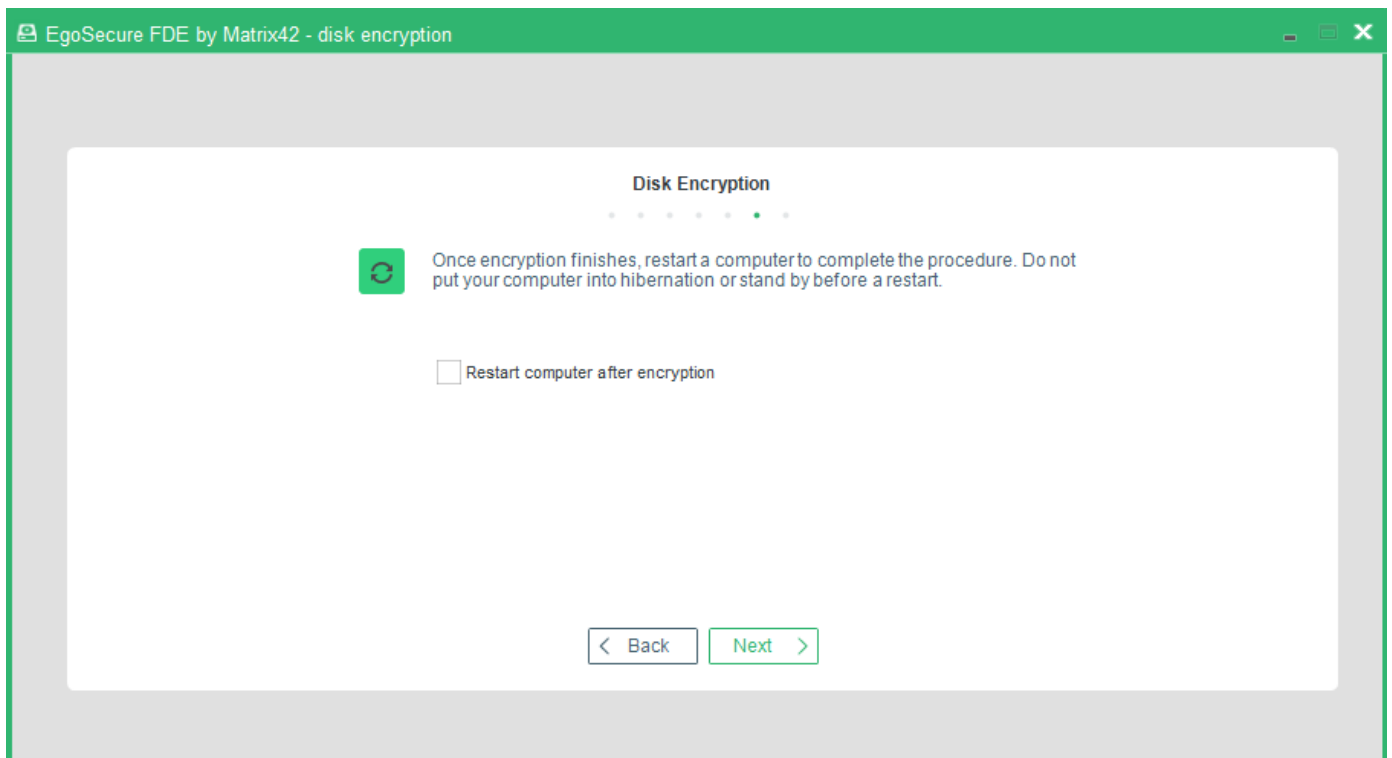 EgoSecure FDE by Matrix42 - disk encryption
Disk Encryption
Once encryption finishes, restart a computer to complete the procedure. Do not
put your computer into hibernation or stand by before a restart.
Restart computer after encryption
Back
Next